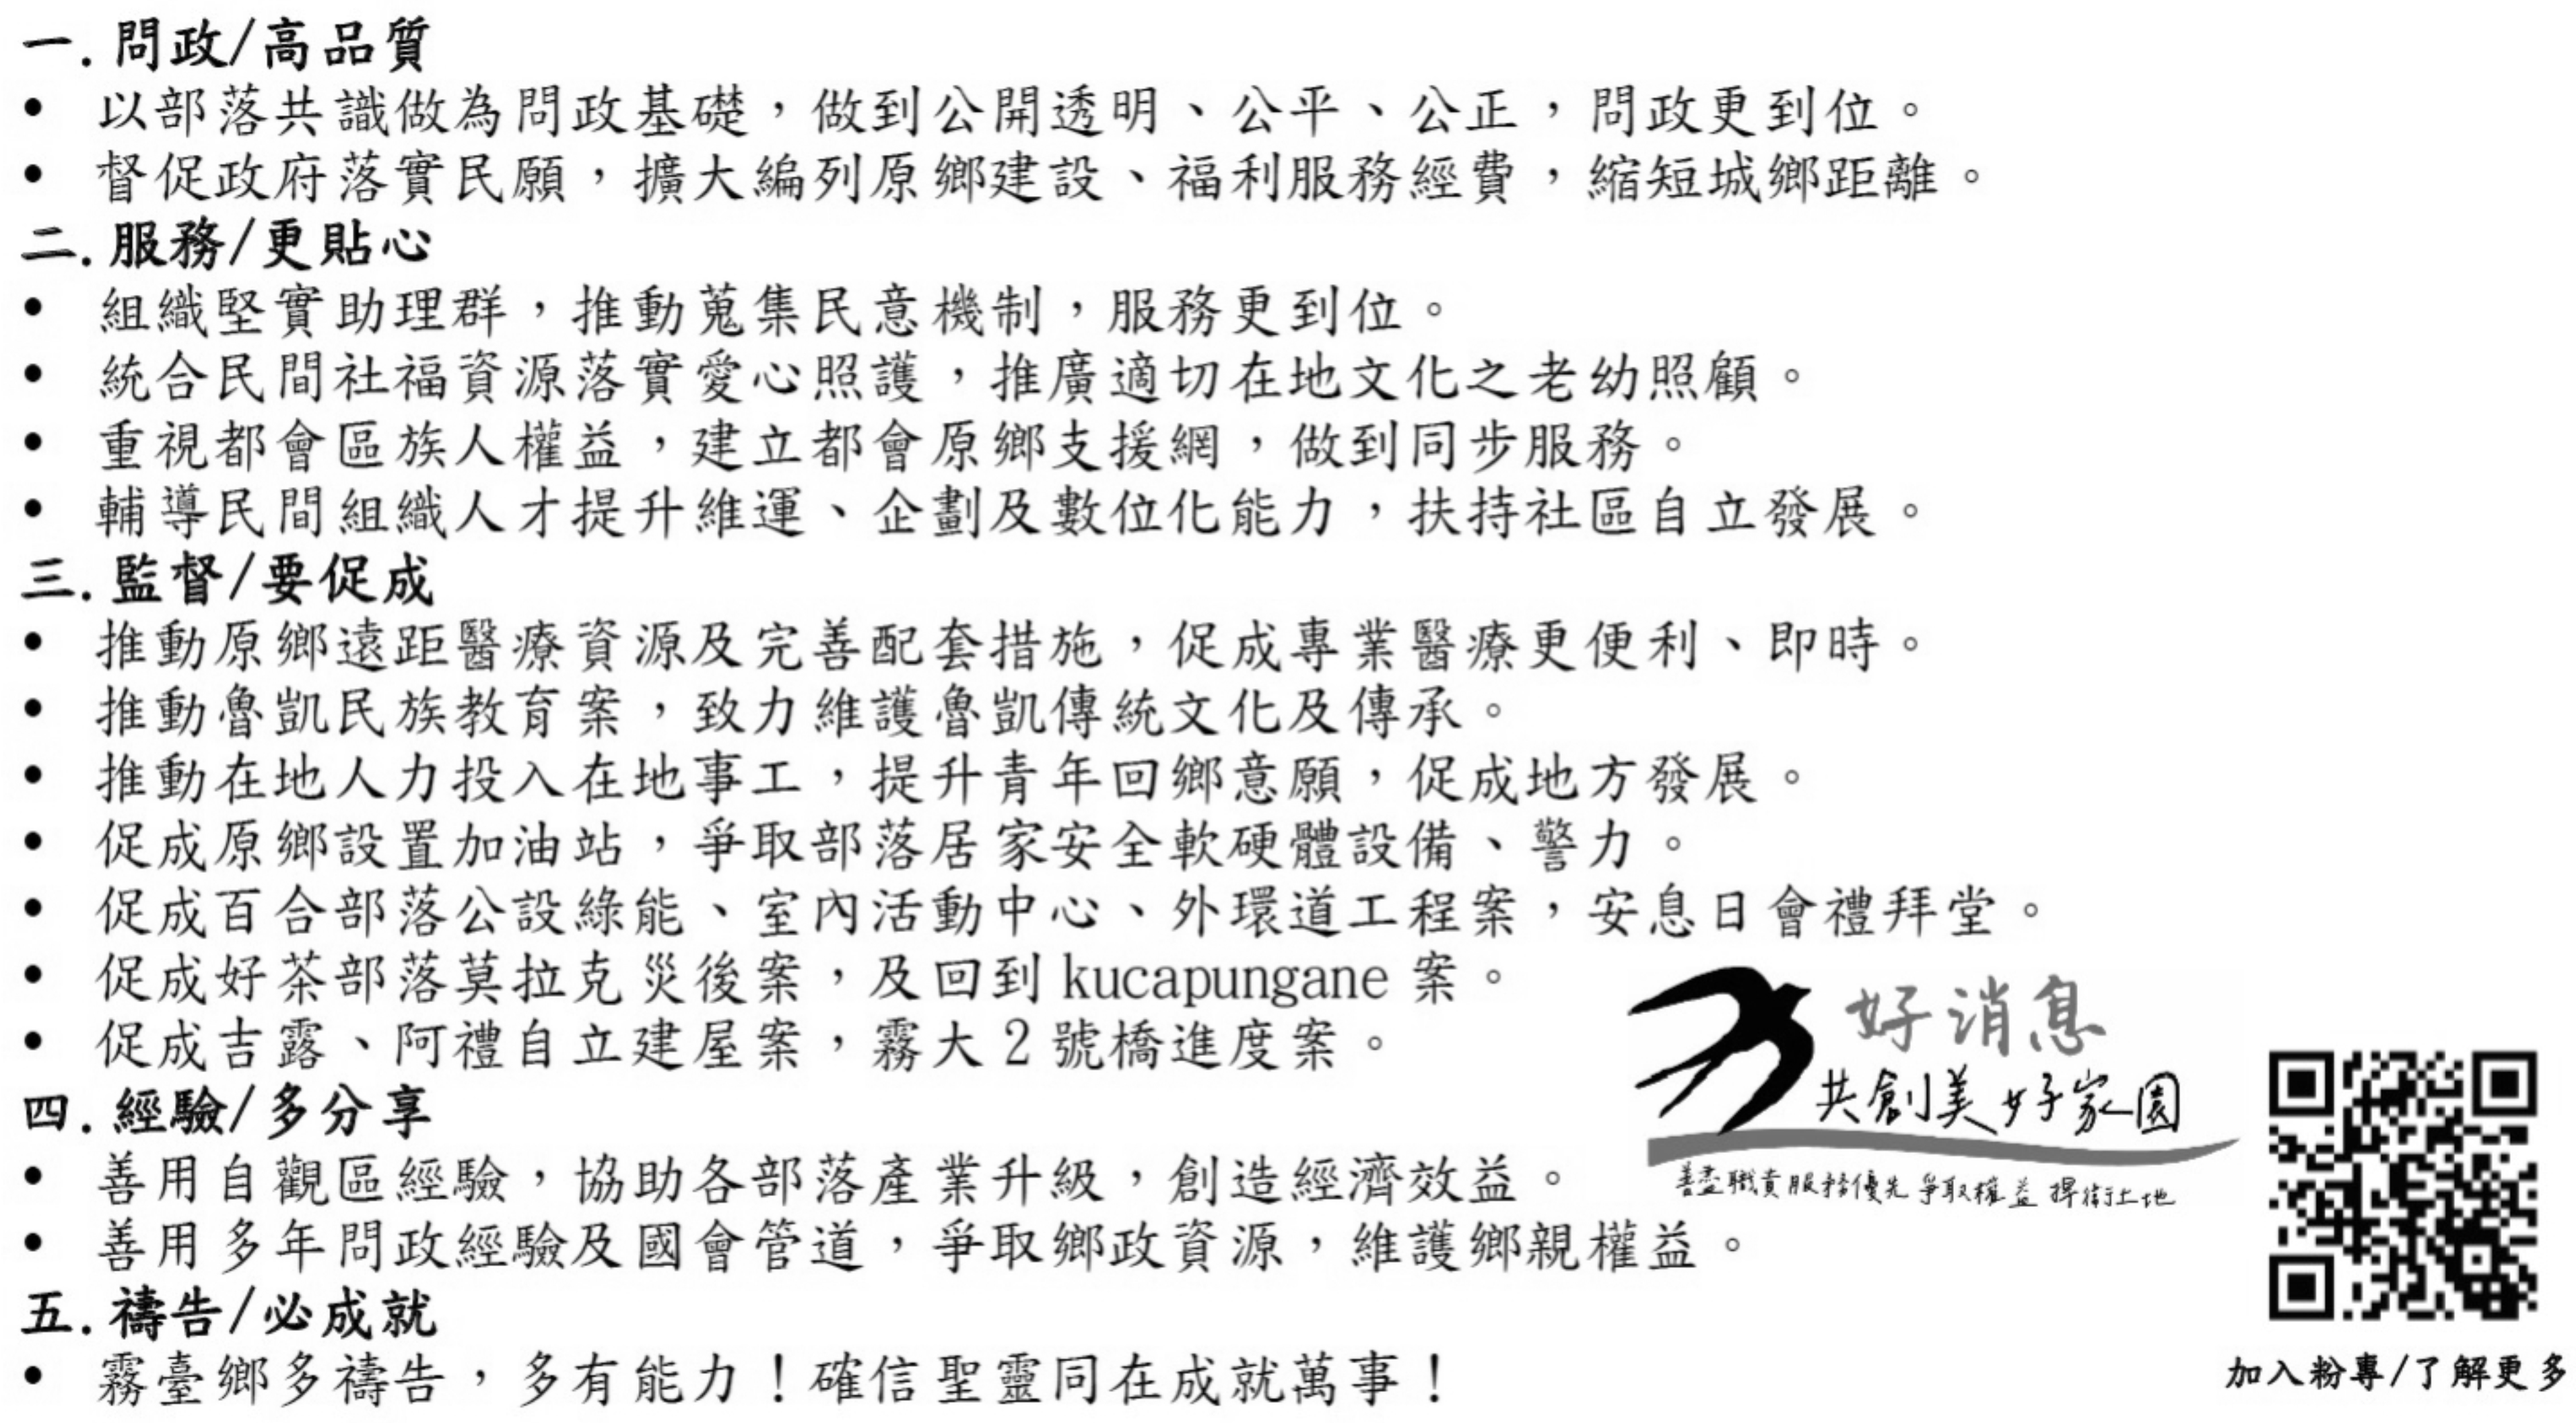 一. 問政/高品質
• 以部落共識做為問政基礎，做到公開透明、公平、公正，問政更到位。
• 督促政府落實民願，擴大編列原鄉建設、福利服務經費，縮短城鄉距離。
二. 服務/更貼心
• 組織堅實助理群，推動蒐集民意機制，服務更到位。
• 統合民間社福資源落實愛心照護，推廣適切在地文化之老幼照顧。
• 重視都會區族人權益，建立都會原鄉支援網，做到同步服務。
• 輔導民間組織人才提升維運、企劃及數位化能力，扶持社區自立發展。
三. 監督/要促成
• 推動原鄉遠距醫療資源及完善配套措施，促成專業醫療更便利、即時。
• 推動魯凱民族教育案，致力維護魯凱傳統文化及傳承。
• 推動在地人力投入在地事工，提升青年回鄉意願，促成地方發展。
• 促成原鄉設置加油站，爭取部落居家安全軟硬體設備、警力。
• 促成百合部落公設綠能、室內活動中心、外環道工程案，安息日會禮拜堂。
• 促成好茶部落莫拉克災後案，及回到 kucapungane 案。
• 促成吉露、阿禮自立建屋案，霧大 2 號橋進度案。
四. 經驗/多分享
• 善用自觀區經驗，協助各部落產業升級，創造經濟效益。
• 善用多年問政經驗及國會管道，爭取鄉政資源，維護鄉親權益。
五. 禱告/必成就
• 霧臺鄉多禱告，多有能力！確信聖靈同在成就萬事！
好消息
共創美好家園
善盡職責服務優先 爭取權益 捍衛土地
加入粉專/了解更多